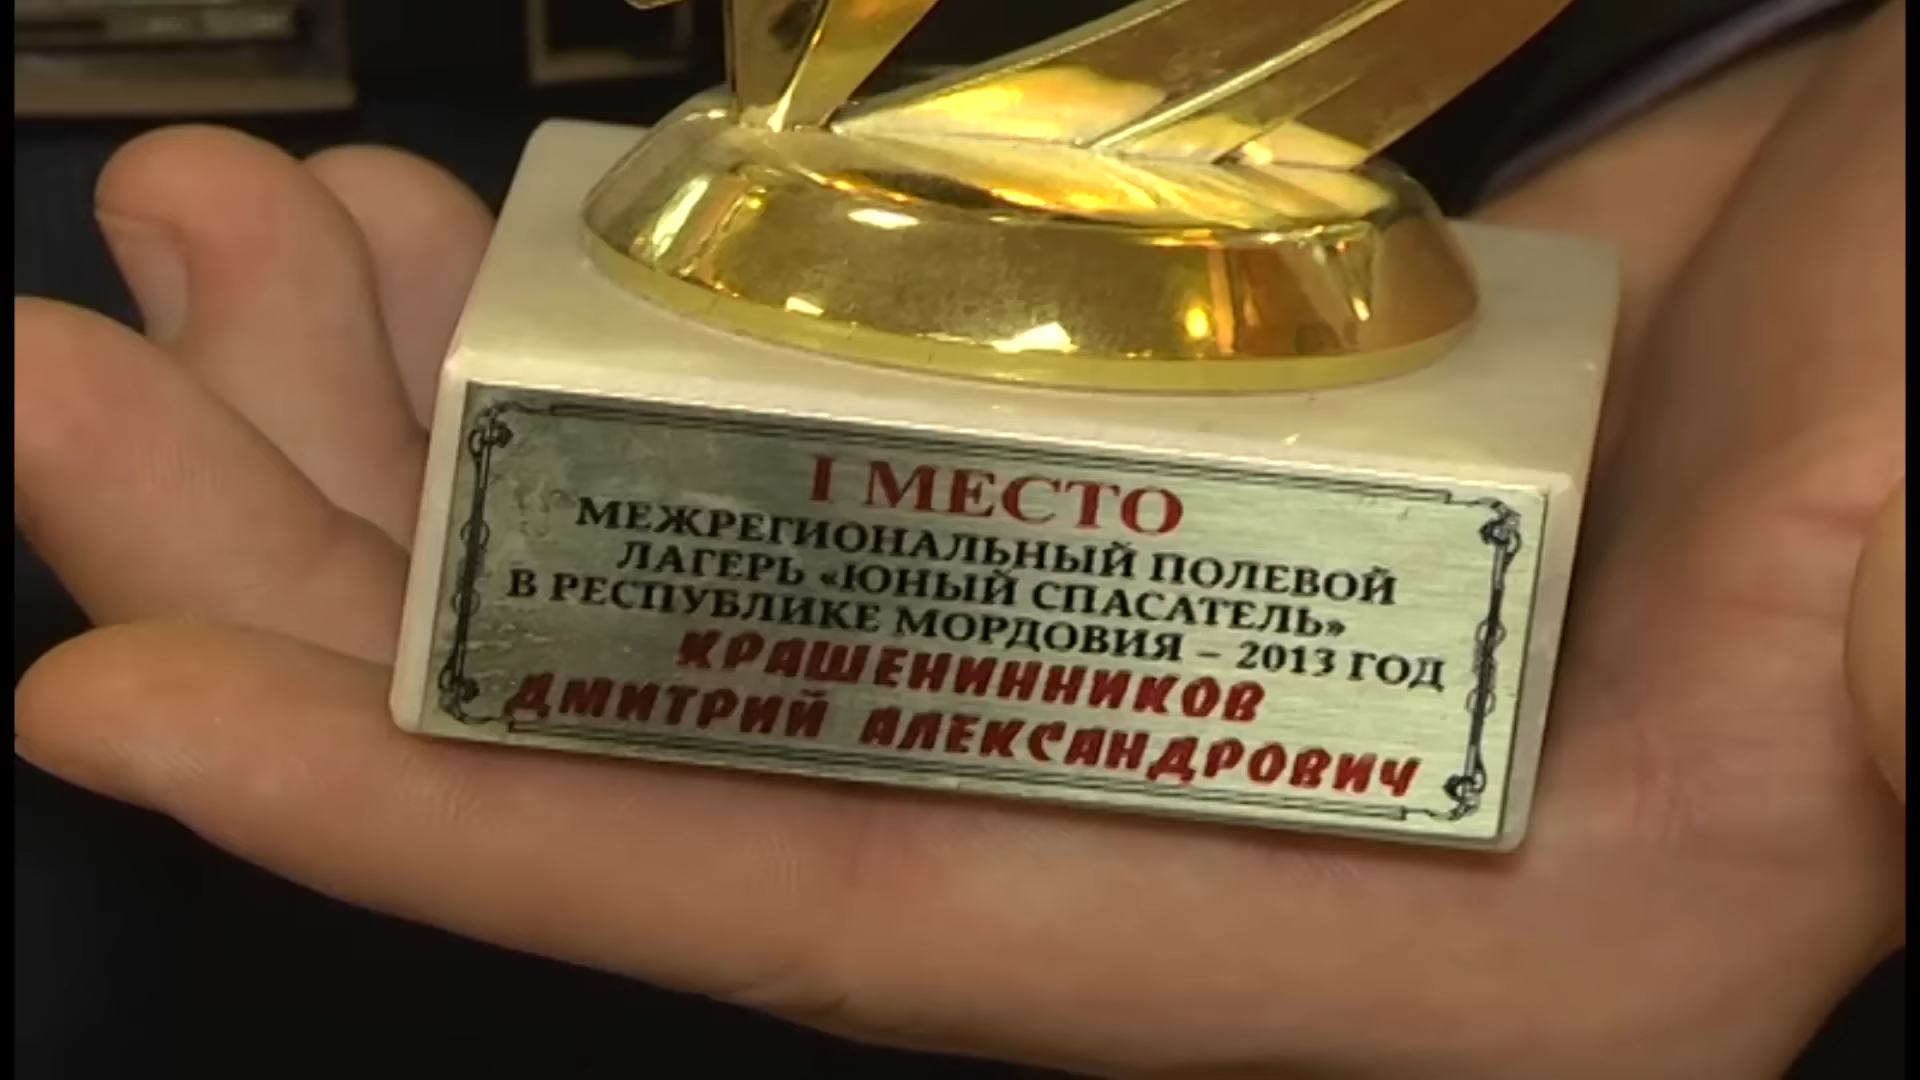 I МЕСТО
МЕЖРЕГИОНАЛЬНЫЙ ПОЛЕВОЙ
ЛАГЕРЬ «ЮНЫЙ СПАСАТЕЛЬ»
В РЕСПУБЛИКЕ МОРДОВИЯ – 2013 ГОД
КРАШЕНИННИКОВ
ДМИТРИЙ АЛЕКСАНДРОВИЧ